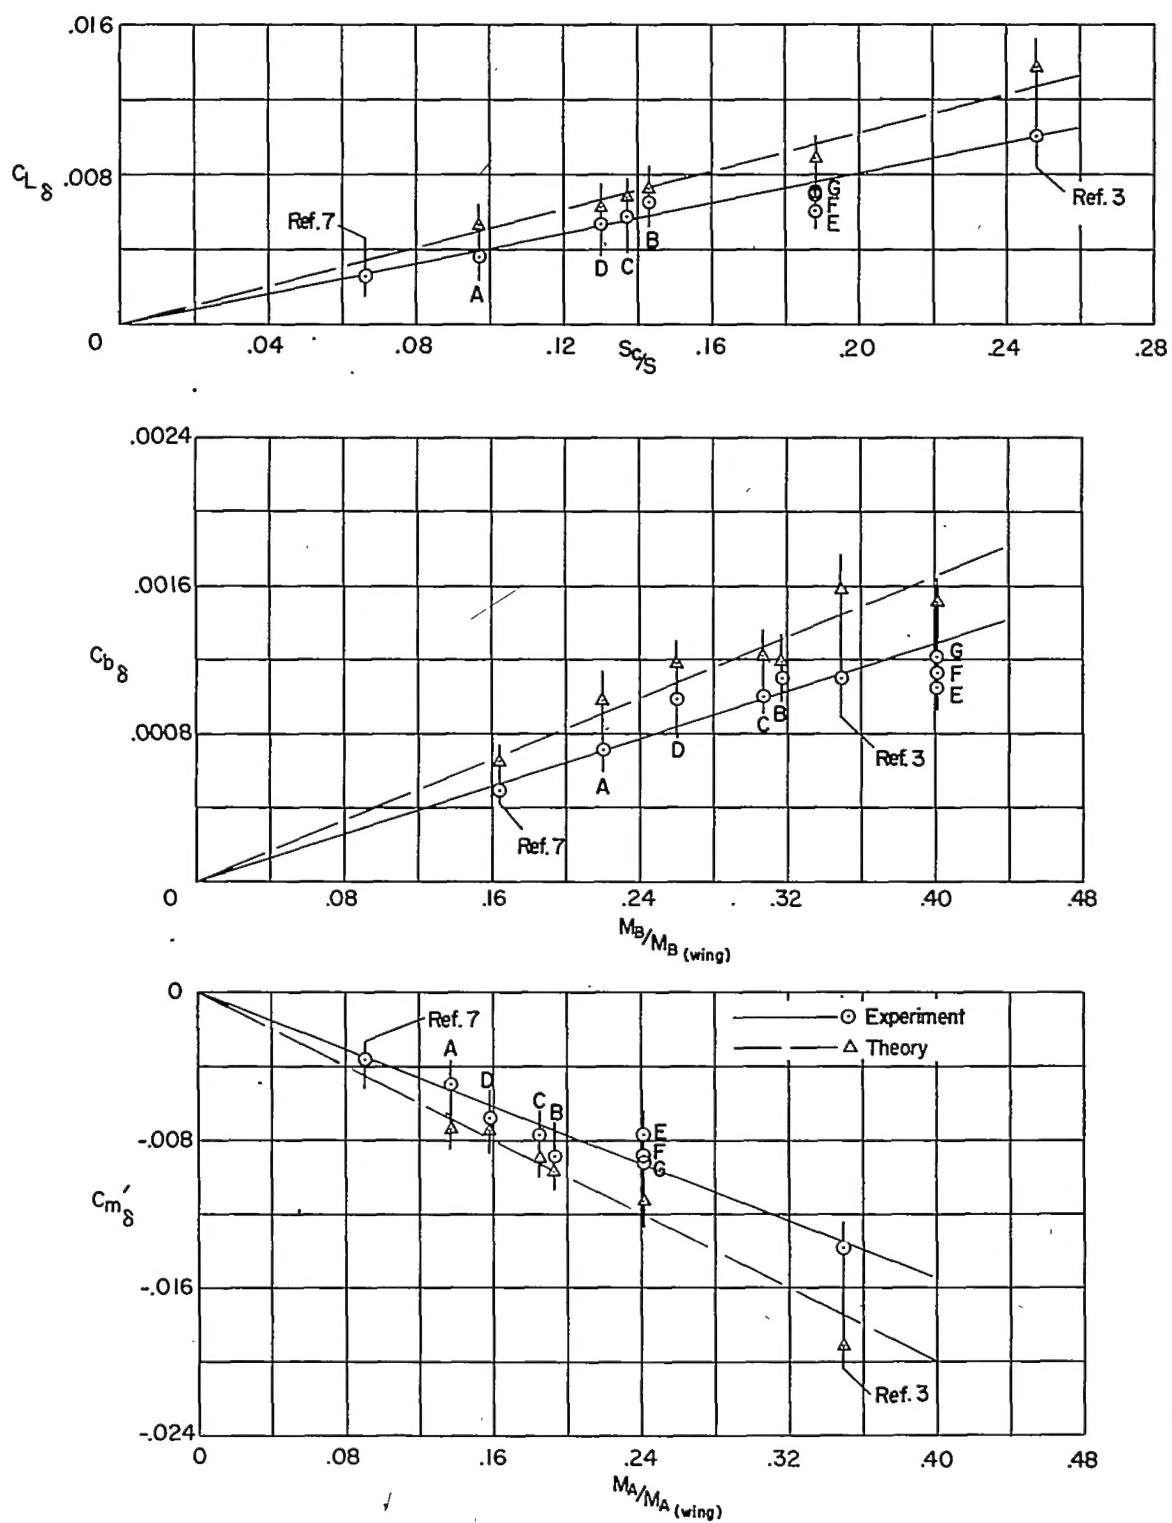 .016
C_Lδ .008
0
Ref. 7
A
D C B
G
F
E
Ref. 3
.04 .08 .12 .16 .20 .24 .28
Sc/S
.0024
.0016
C_bδ
.0008
0
Ref. 7
A
D
C B
Ref. 3
G
F
E
.08 .16 .24 .32 .40 .48
M_B/M_B (wing)
0
-.008
C_m'δ
-.016
-.024
Ref. 7
A
D
C B
E
F
G
Ref. 3
Experiment
Theory
0 .08 .16 .24 .32 .40 .48
M_A/M_A (wing)